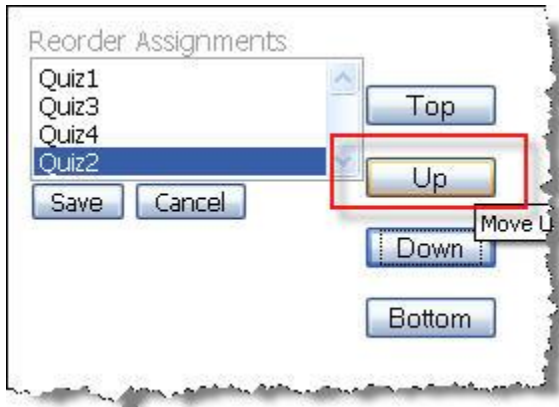 Reorder Assignments
Quiz1
Quiz3
Quiz4
Quiz2
Save Cancel
Top
Up
Move U
Down
Bottom